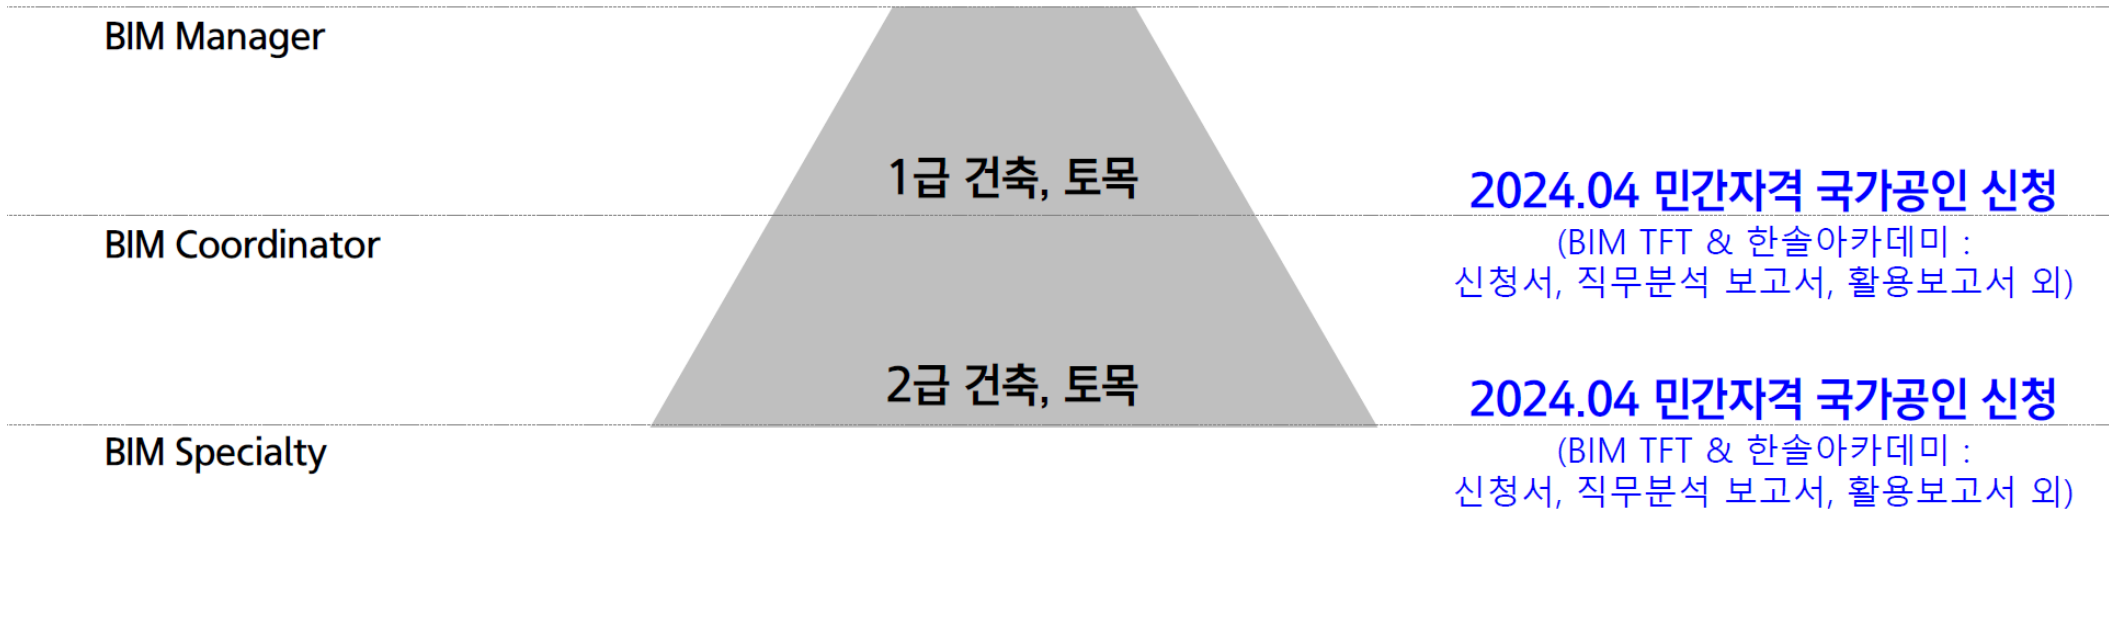 BIM Manager
1급 건축, 토목
2024.04 민간자격 국가공인 신청
BIM Coordinator
(BIM TFT & 한솔아카데미 :
신청서, 직무분석 보고서, 활용보고서 외)
2급 건축, 토목
2024.04 민간자격 국가공인 신청
BIM Specialty
(BIM TFT & 한솔아카데미 :
신청서, 직무분석 보고서, 활용보고서 외)